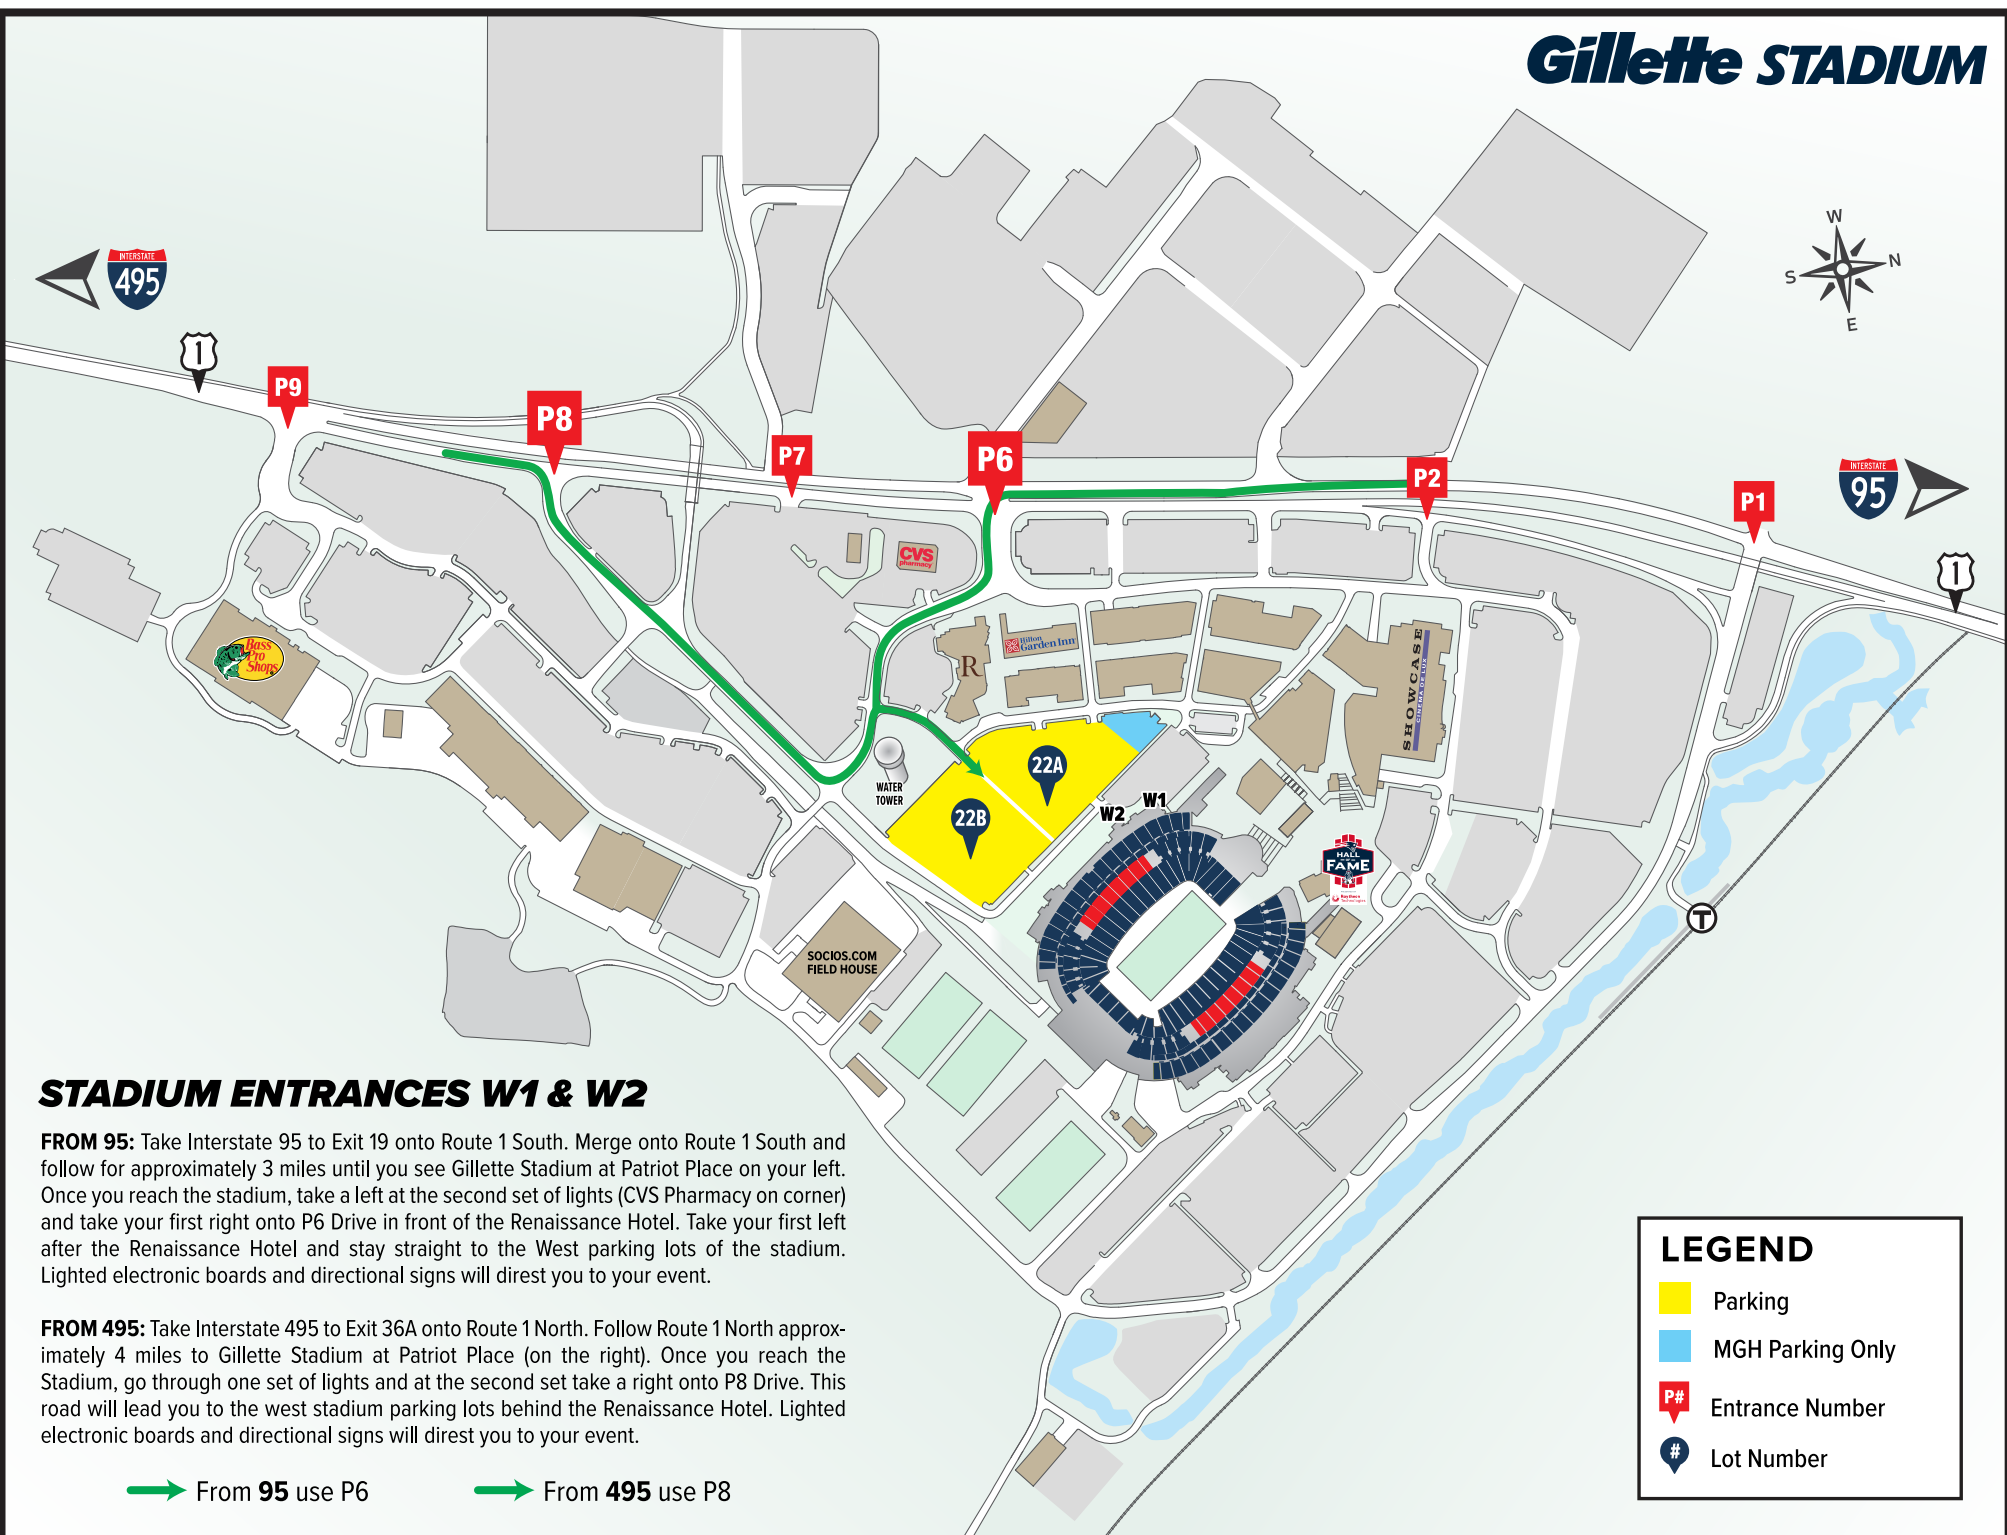 Gillette STADIUM
W
N
S
E
INTERSTATE
495
1
P9
P8
P7
P6
P2
P1
INTERSTATE
95
1
CVS
pharmacy
Bass
Pro
Shops
R
Hilton
Garden Inn
SHOWCASE
CINEMA DE LUX
WATER
TOWER
22A
22B
W2
W1
HALL
FAME
Raytheon
Technologies
T
SOCIOS.COM
FIELD HOUSE
STADIUM ENTRANCES W1 & W2
FROM 95: Take Interstate 95 to Exit 19 onto Route 1 South. Merge onto Route 1 South and
follow for approximately 3 miles until you see Gillette Stadium at Patriot Place on your left.
Once you reach the stadium, take a left at the second set of lights (CVS Pharmacy on corner)
and take your first right onto P6 Drive in front of the Renaissance Hotel. Take your first left
after the Renaissance Hotel and stay straight to the West parking lots of the stadium.
Lighted electronic boards and directional signs will direst you to your event.
FROM 495: Take Interstate 495 to Exit 36A onto Route 1 North. Follow Route 1 North approx-
imately 4 miles to Gillette Stadium at Patriot Place (on the right). Once you reach the
Stadium, go through one set of lights and at the second set take a right onto P8 Drive. This
road will lead you to the west stadium parking lots behind the Renaissance Hotel. Lighted
electronic boards and directional signs will direst you to your event.
From 95 use P6
From 495 use P8
LEGEND
Parking
MGH Parking Only
P# Entrance Number
# Lot Number